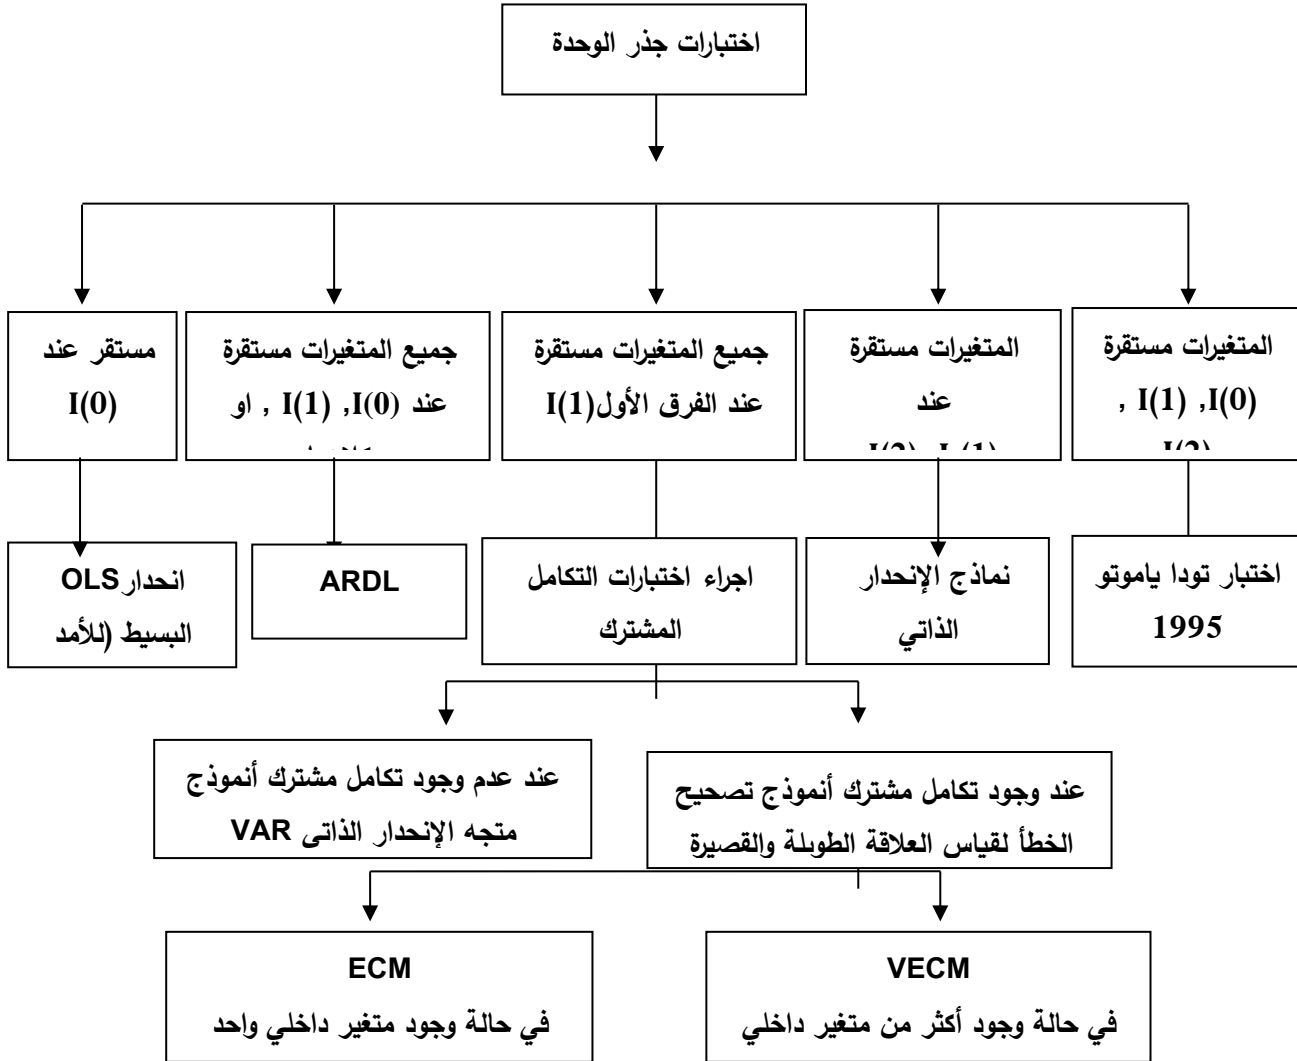 اختبارات جذر الوحدة
المتغيرات مستقرة
I(0), I(1) ,
المتغيرات مستقرة
عند
جميع المتغيرات مستقرة
عند الفرق الأول I(1)
جميع المتغيرات مستقرة
عند I(0), I(1) , او
مستقر عند
I(0)
اختبار تودا ياموتو
1995
نماذج الإنحدار
الذاتي
اجراء اختبارات التكامل
المشترك
ARDL
انحدار OLS
البسيط (للأمد
عند وجود تكامل مشترك أنموذج تصحيح
الخطأ لقياس العلاقة الطويلة والقصيرة
عند عدم وجود تكامل مشترك أنموذج
متجه الإنحدار الذاتي VAR
VECM
في حالة وجود أكثر من متغير داخلي
ECM
في حالة وجود متغير داخلي واحد